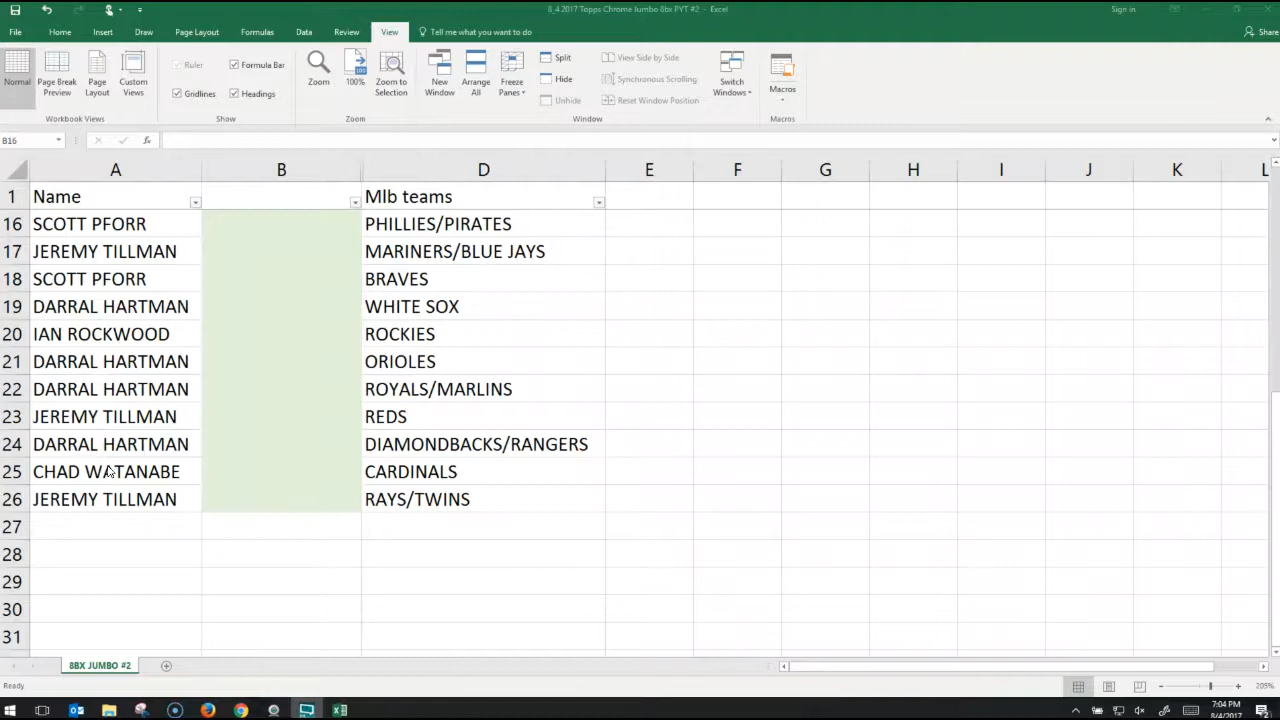 8_4 2017 Topps Chrome Jumbo 8bx PYT #2 - Excel
Sign in
File Home Insert Draw Page Layout Formulas Data Review View Tell me what you want to do Share
Normal Page Break Preview Page Layout Custom Views
Ruler Formula Bar
Gridlines Headings
Zoom 100% Zoom to Selection
New Window Arrange All Freeze Panes
Split View Side by Side
Hide Synchronous Scrolling
Unhide Reset Window Position
Switch Windows Macros
Workbook Views Show Zoom Window Macros
B16 fx
A B D E F G H I J K L
1 Name Mlb teams
16 SCOTT PFORR PHILLIES/PIRATES
17 JEREMY TILLMAN MARINERS/BLUE JAYS
18 SCOTT PFORR BRAVES
19 DARRAL HARTMAN WHITE SOX
20 IAN ROCKWOOD ROCKIES
21 DARRAL HARTMAN ORIOLES
22 DARRAL HARTMAN ROYALS/MARLINS
23 JEREMY TILLMAN REDS
24 DARRAL HARTMAN DIAMONDBACKS/RANGERS
25 CHAD WATANABE CARDINALS
26 JEREMY TILLMAN RAYS/TWINS
27
28
29
30
31
8BX JUMBO #2
Ready 209%
7:04 PM
8/4/2017